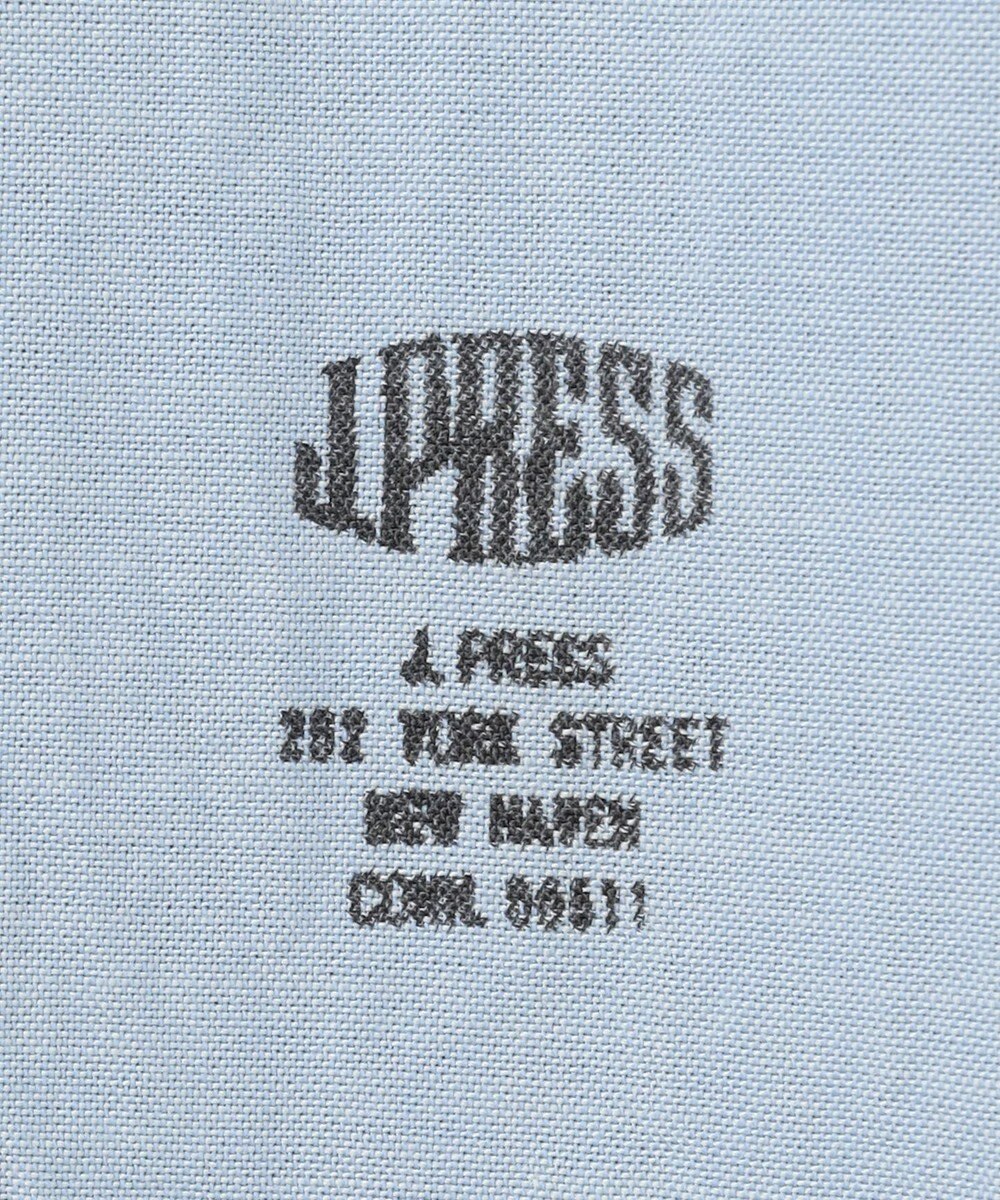 J.PRESS
J. PRESS
262 YORK STREET
NEW HAVEN
CONN. 06511